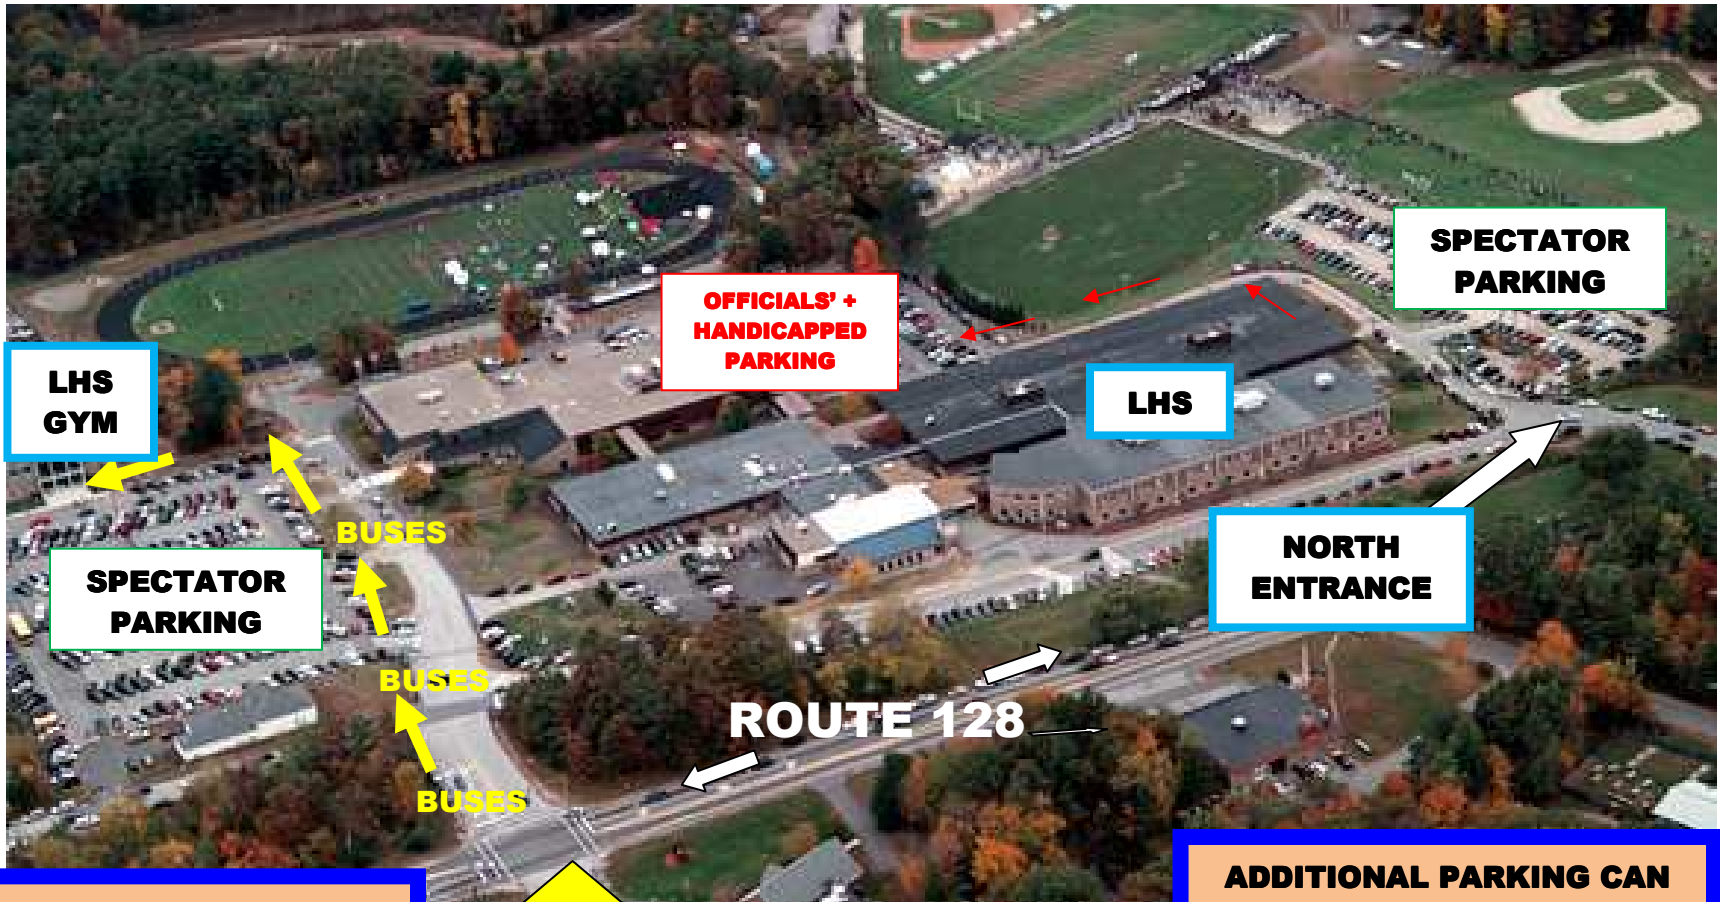 SPECTATOR
PARKING
OFFICIALS’ +
HANDICAPPED
PARKING
LHS
GYM
LHS
BUSES
NORTH
ENTRANCE
SPECTATOR
PARKING
BUSES
ROUTE 128
BUSES
ADDITIONAL PARKING CAN